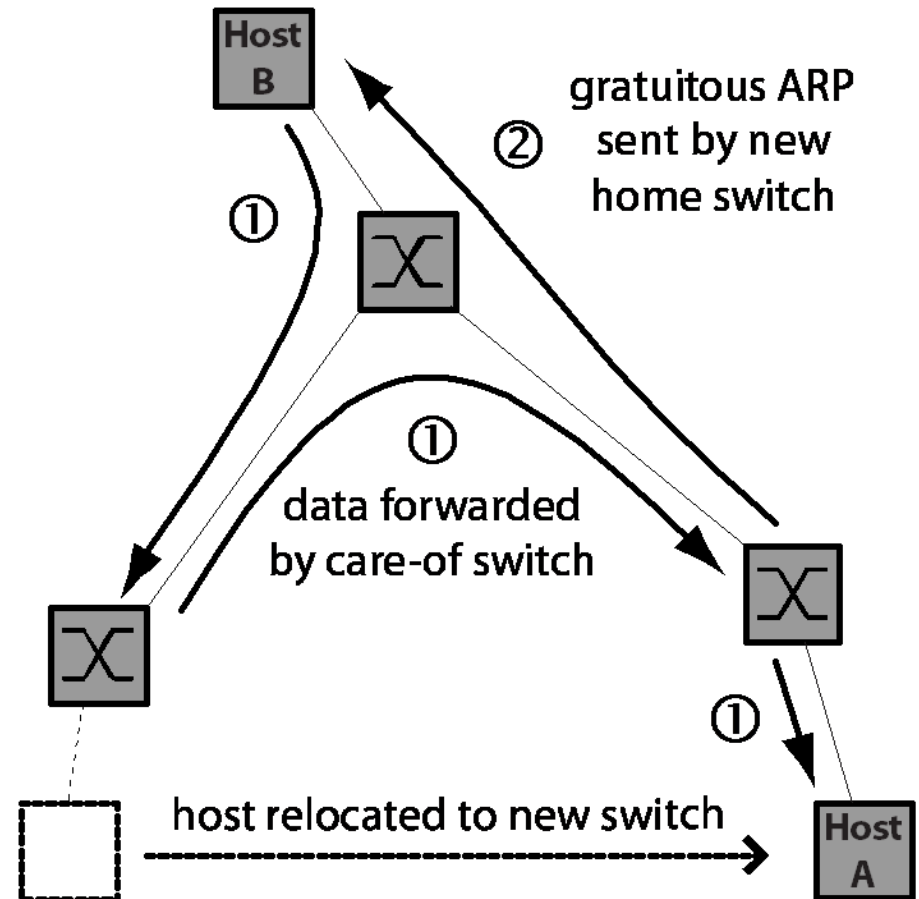 Host
B
gratuitous ARP
sent by new
home switch
②
①
①
data forwarded
by care-of switch
①
host relocated to new switch
Host
A